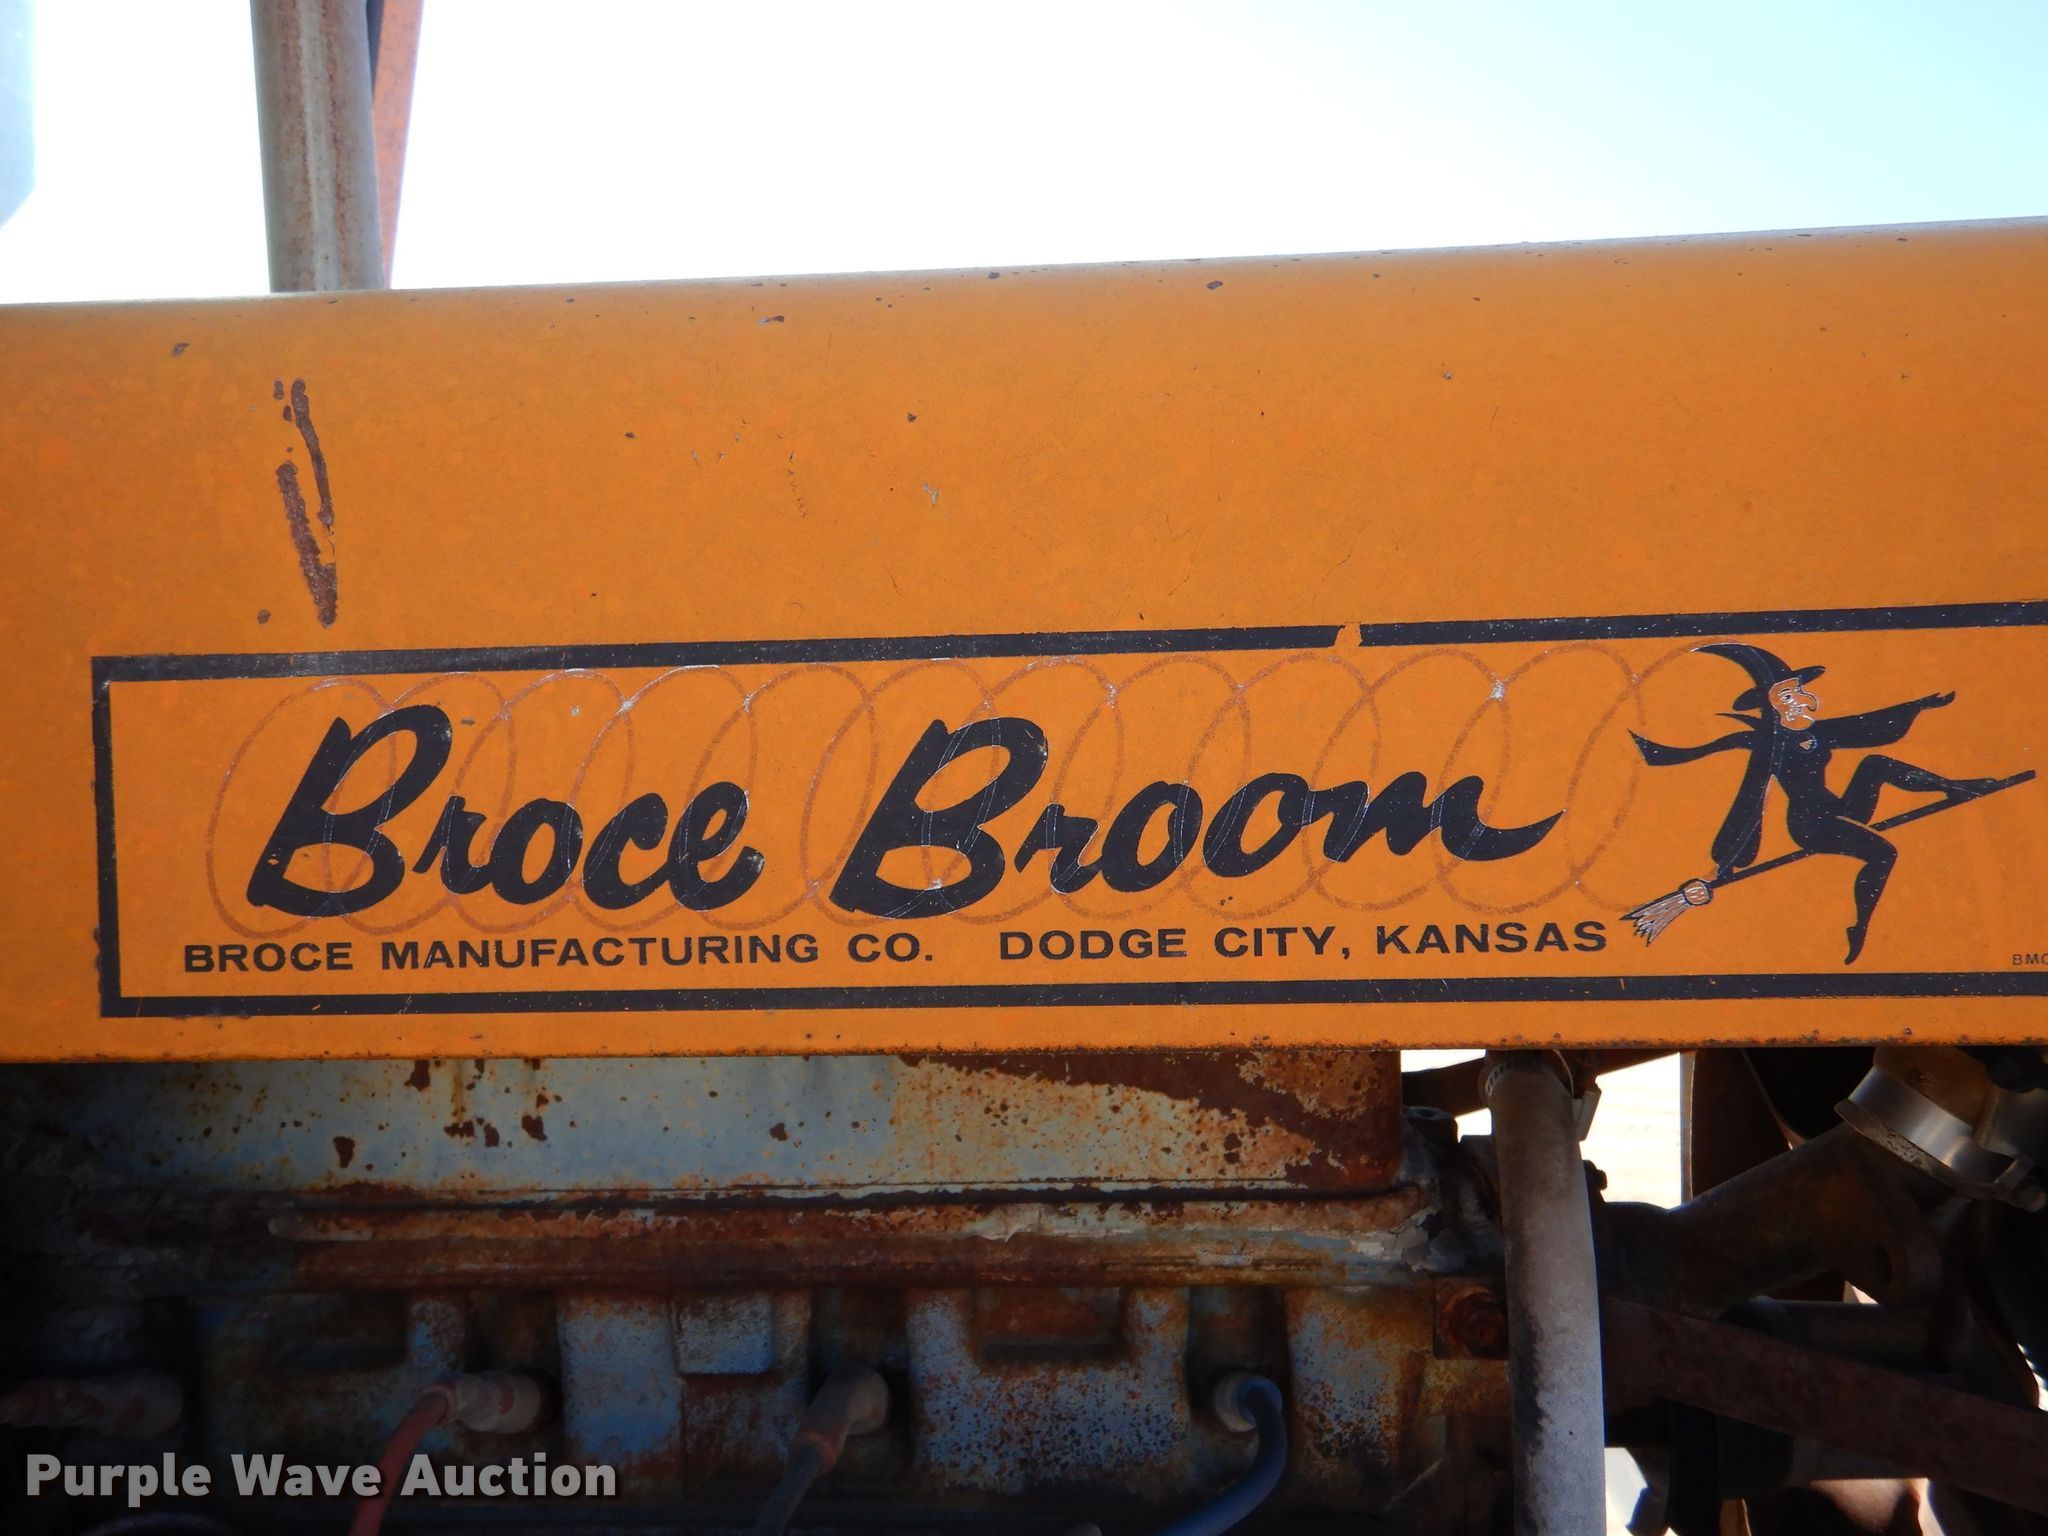 Broce Broom
BROCE MANUFACTURING CO. DODGE CITY, KANSAS
Purple Wave Auction